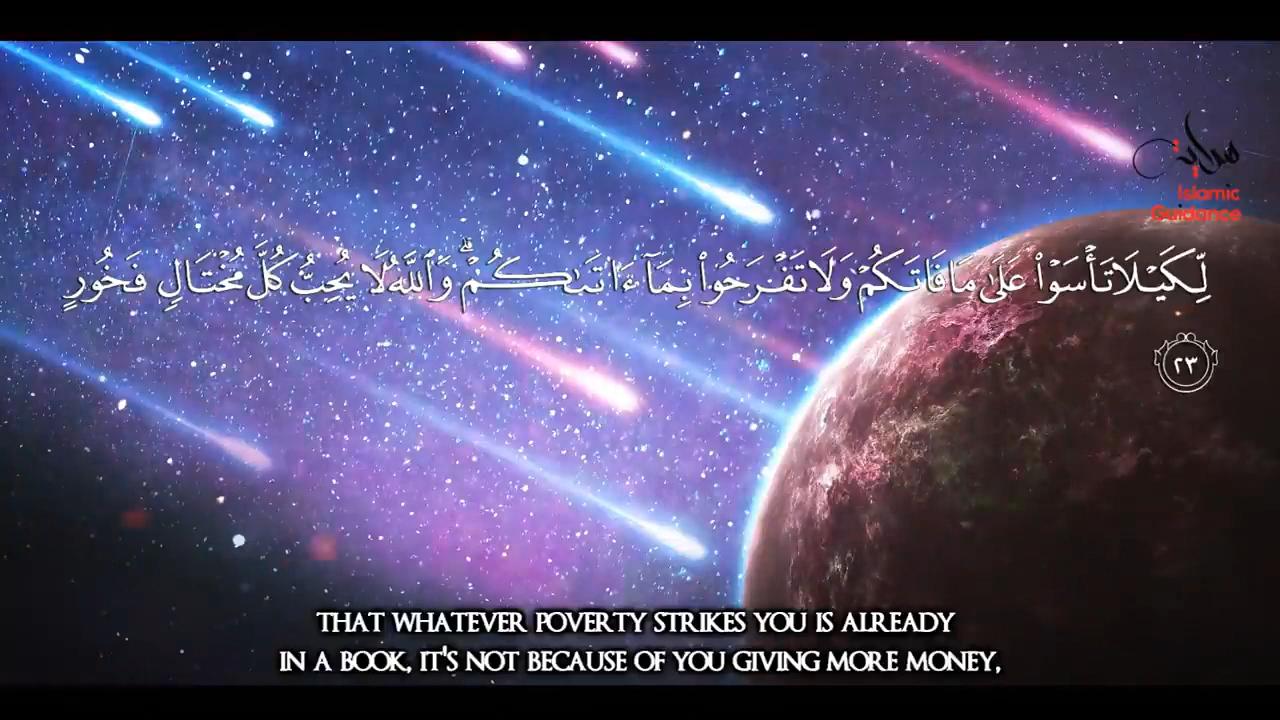 هداية
Islamic
Guidance
لِّكَيْلَا تَأْسَوْا۟ عَلَىٰ مَا فَاتَكُمْ وَلَا تَفْرَحُوا۟ بِمَآ ءَاتَىٰكُمْ ۗ وَٱللَّهُ لَا يُحِبُّ كُلَّ مُخْتَالٍ فَخُورٍ
٢٣
THAT WHATEVER POVERTY STRIKES YOU IS ALREADY
IN A BOOK, IT'S NOT BECAUSE OF YOU GIVING MORE MONEY,